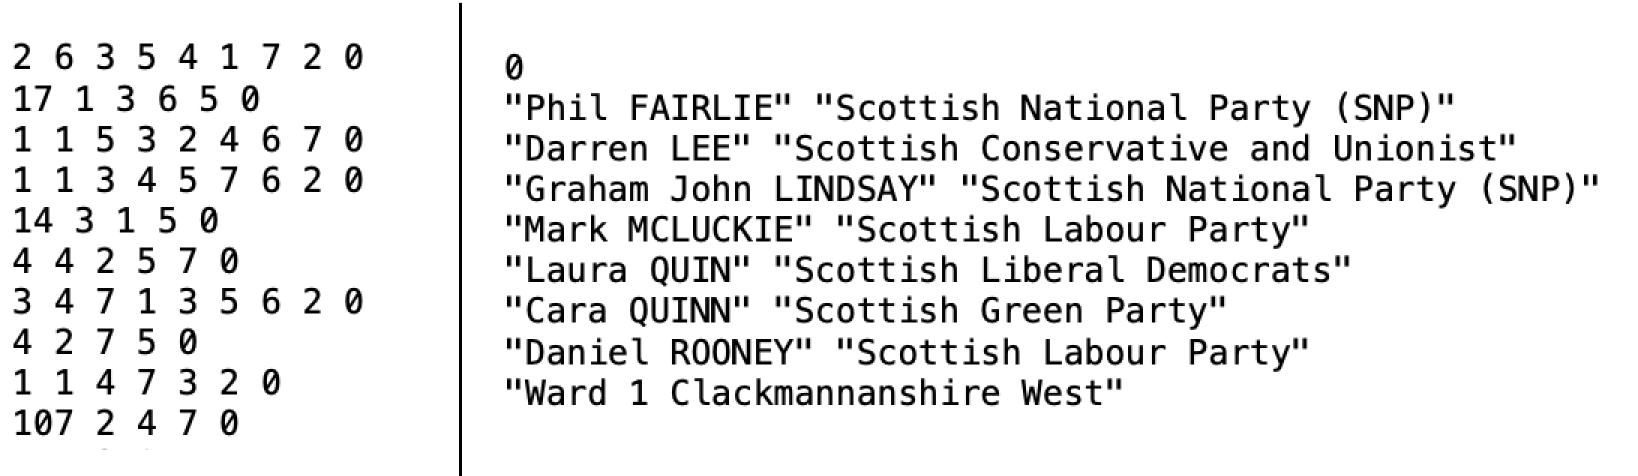 2 6 3 5 4 1 7 2 0
17 1 3 6 5 0
1 1 5 3 2 4 6 7 0
1 1 3 4 5 7 6 2 0
14 3 1 5 0
4 4 2 5 7 0
3 4 7 1 3 5 6 2 0
4 2 7 5 0
1 1 4 7 3 2 0
107 2 4 7 0
0
"Phil FAIRLIE" "Scottish National Party (SNP)"
"Darren LEE" "Scottish Conservative and Unionist"
"Graham John LINDSAY" "Scottish National Party (SNP)"
"Mark MCLUCKIE" "Scottish Labour Party"
"Laura QUIN" "Scottish Liberal Democrats"
"Cara QUINN" "Scottish Green Party"
"Daniel ROONEY" "Scottish Labour Party"
"Ward 1 Clackmannanshire West"